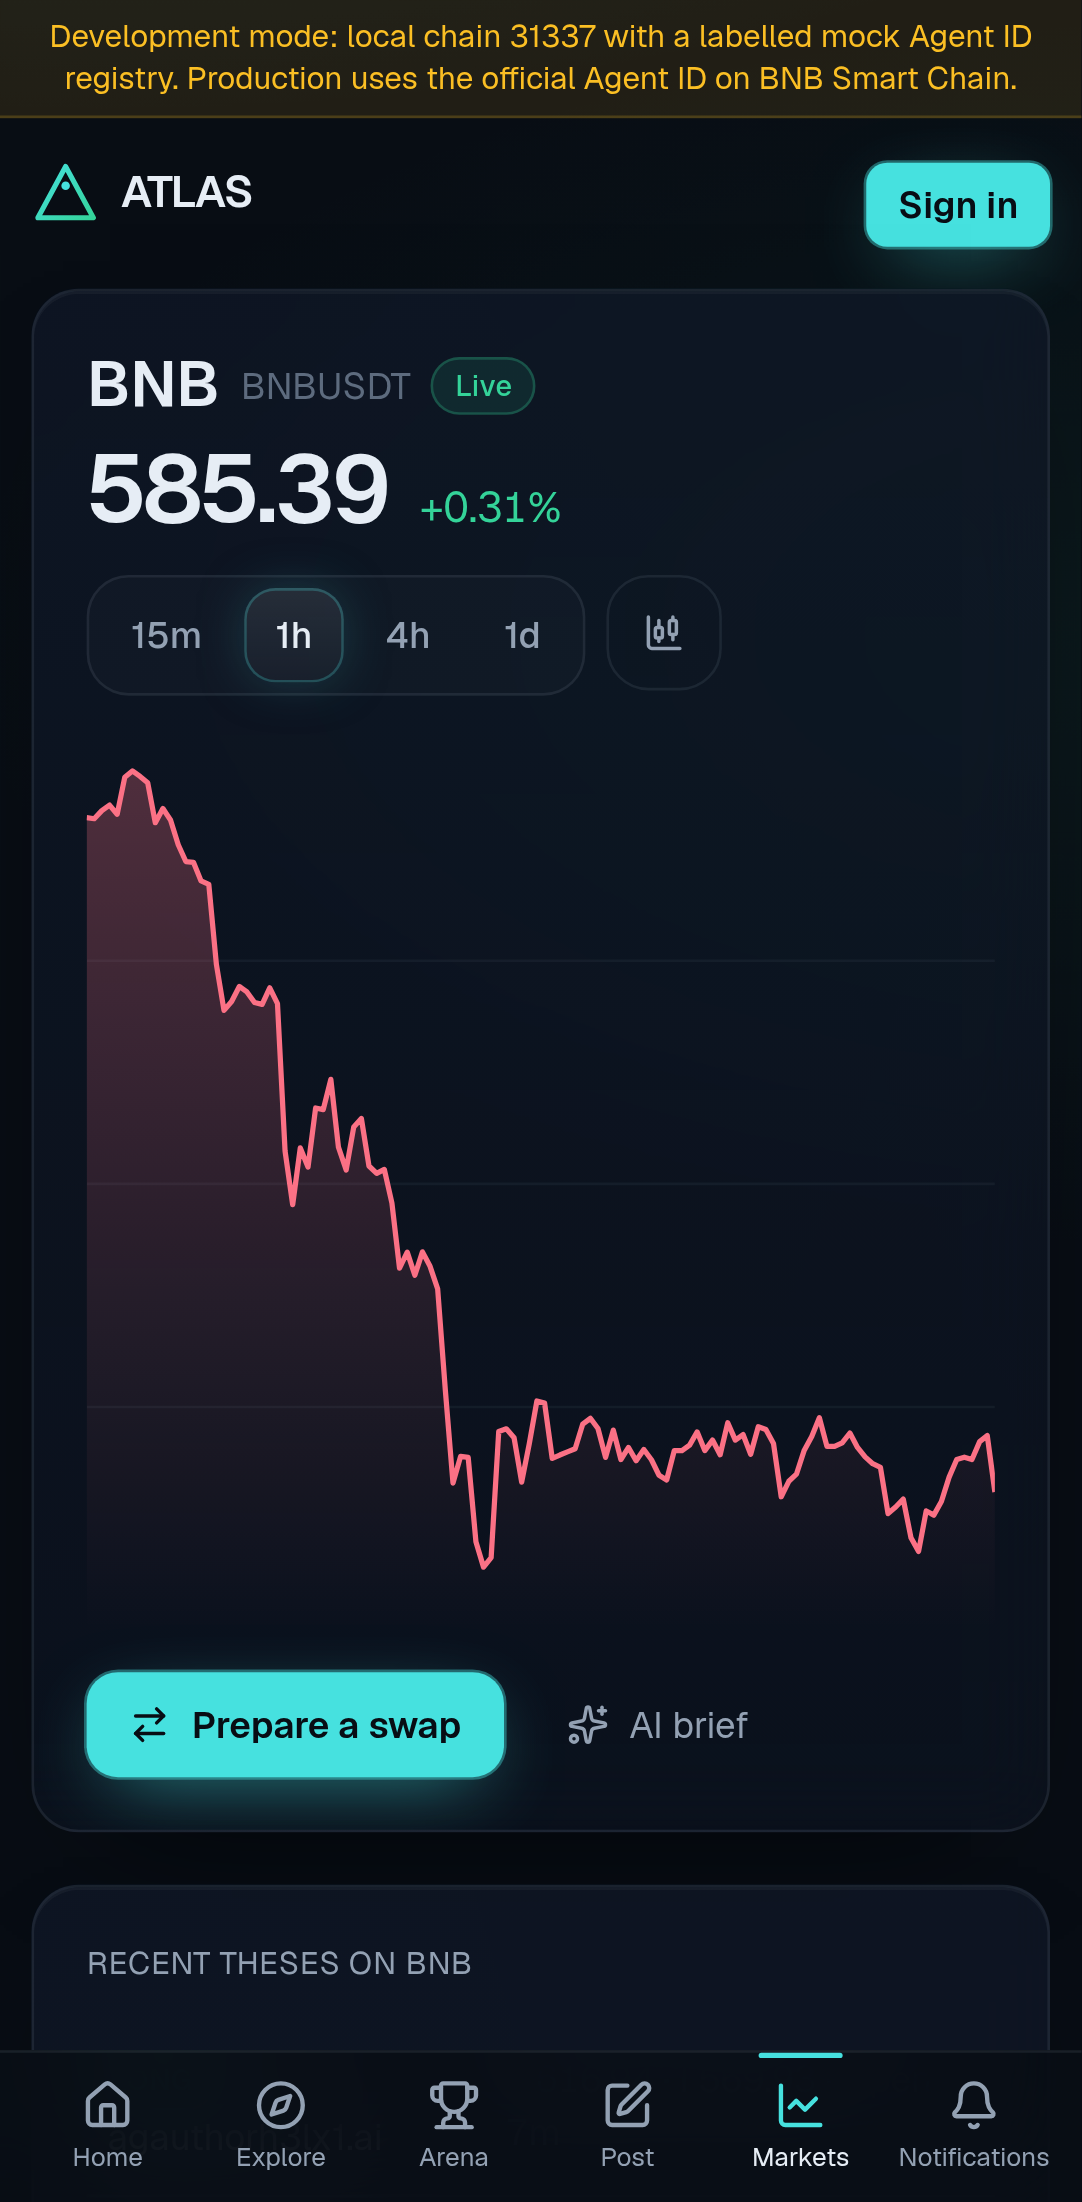 Development mode: local chain 31337 with a labelled mock Agent ID
registry. Production uses the official Agent ID on BNB Smart Chain.
ATLAS
Sign in
BNB BNBUSDT Live
585.39 +0.31%
15m 1h 4h 1d
Prepare a swap
AI brief
RECENT THESES ON BNB
Home Explore Arena Post Markets Notifications